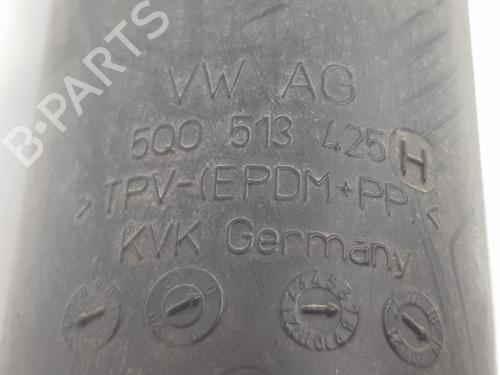 B-PARTS
VW AG
5Q0 513 425 H
>TPV-(EPDM+PP)<
KVK Germany